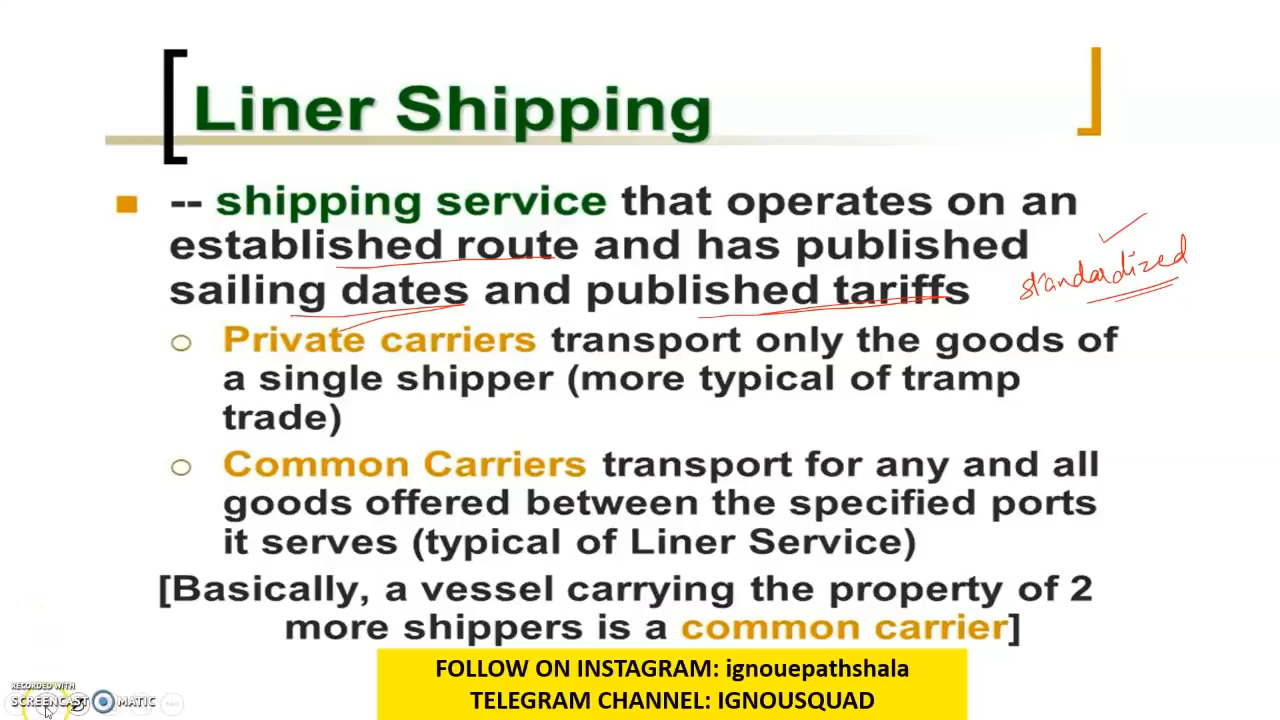 Liner Shipping
-- shipping service that operates on an
established route and has published
sailing dates and published tariffs
standardized
Private carriers transport only the goods of
a single shipper (more typical of tramp
trade)
Common Carriers transport for any and all
goods offered between the specified ports
it serves (typical of Liner Service)
[Basically, a vessel carrying the property of 2
more shippers is a common carrier]
FOLLOW ON INSTAGRAM: ignouepathshala
TELEGRAM CHANNEL: IGNOUSQUAD
RECORDED WITH
SCREENCAST MATIC